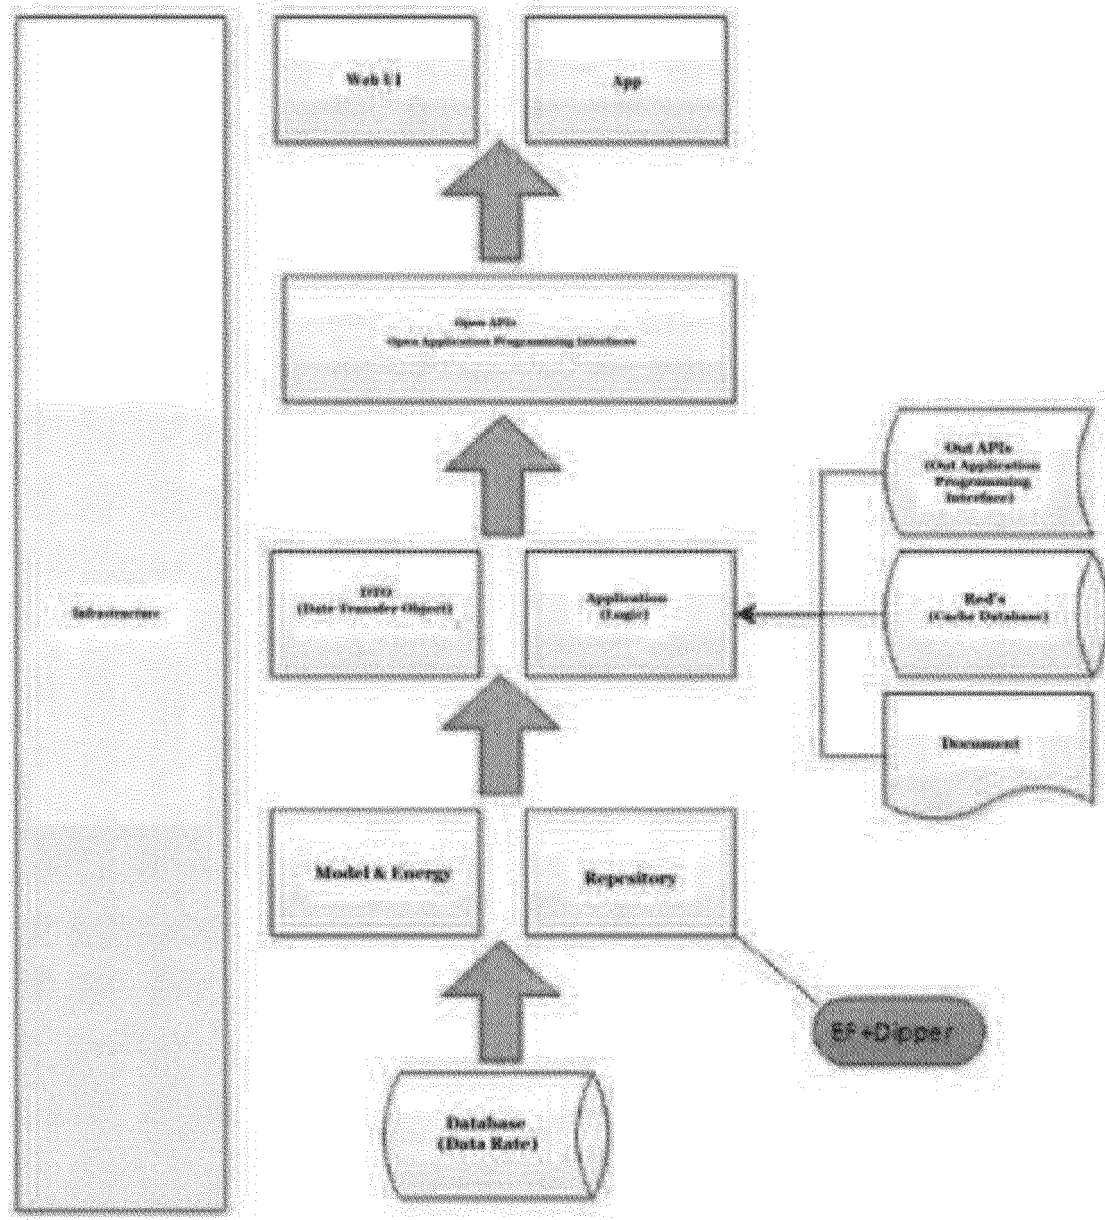 Web UI
App
Open APIs
Open Application Programming Interfaces
Out APIs
(Out Application
Programming
Interface)
Infrastructure
DTO
(Date Transfer Object)
Application
(Logic)
Red's
(Cache Database)
Document
Model & Energy
Repository
EF+Dipper
Database
(Data Rate)